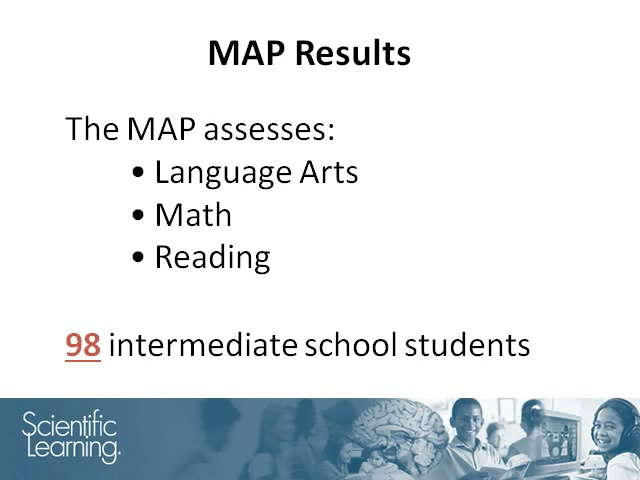 MAP Results
The MAP assesses:
• Language Arts
• Math
• Reading
98 intermediate school students
Scientific
Learning®